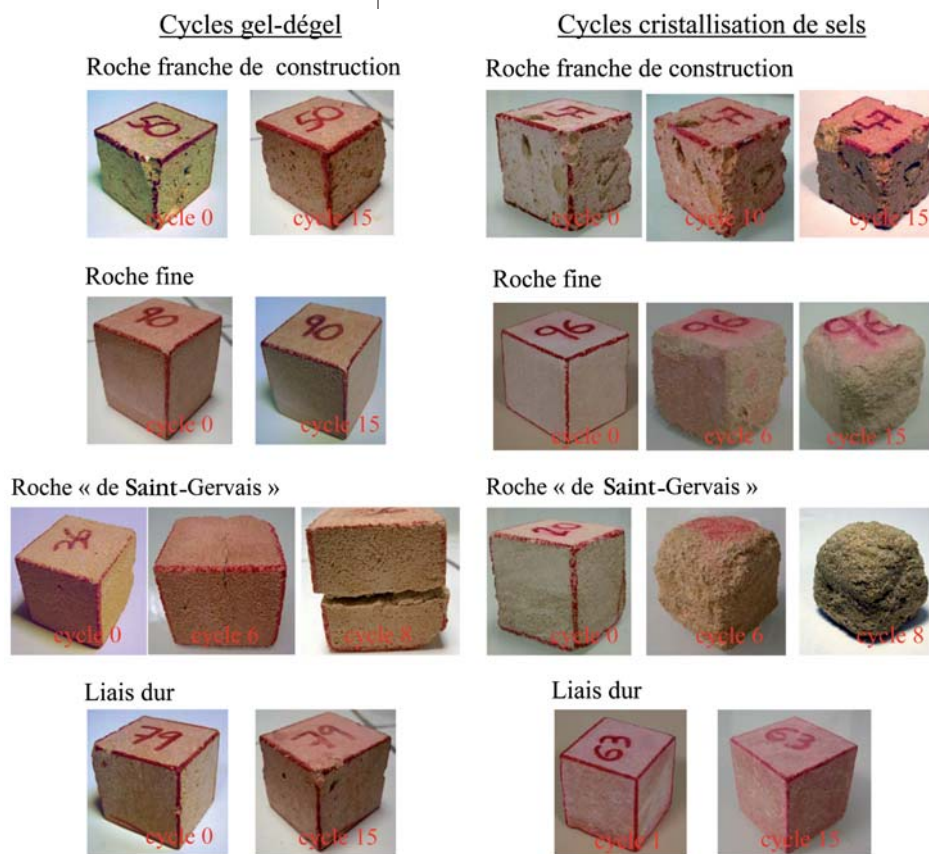 Cycles gel-dégel
Roche franche de construction
50 50
cycle 0 cycle 15
Roche fine
90 90
cycle 0 cycle 15
Roche « de Saint-Gervais »
cycle 0 cycle 6 cycle 8
Liais dur
79 79
cycle 0 cycle 15
Cycles cristallisation de sels
Roche franche de construction
47 47 47
cycle 0 cycle 10 cycle 15
Roche fine
96 96 96
cycle 0 cycle 6 cycle 15
Roche « de Saint-Gervais »
20
cycle 0 cycle 6 cycle 8
Liais dur
63 63
cycle 1 cycle 15